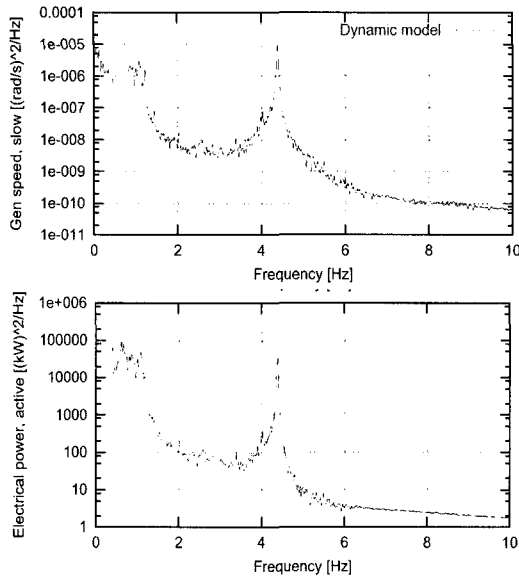 0.0001
Dynamic model
1e-005
1e-006
1e-007
1e-008
1e-009
1e-010
1e-011
Gen speed, slow [(rad/s)^2/Hz]
0 2 4 6 8 10
Frequency [Hz]
1e+006
100000
10000
1000
100
10
1
Electrical power, active [(kW)^2/Hz]
0 2 4 6 8 10
Frequency [Hz]